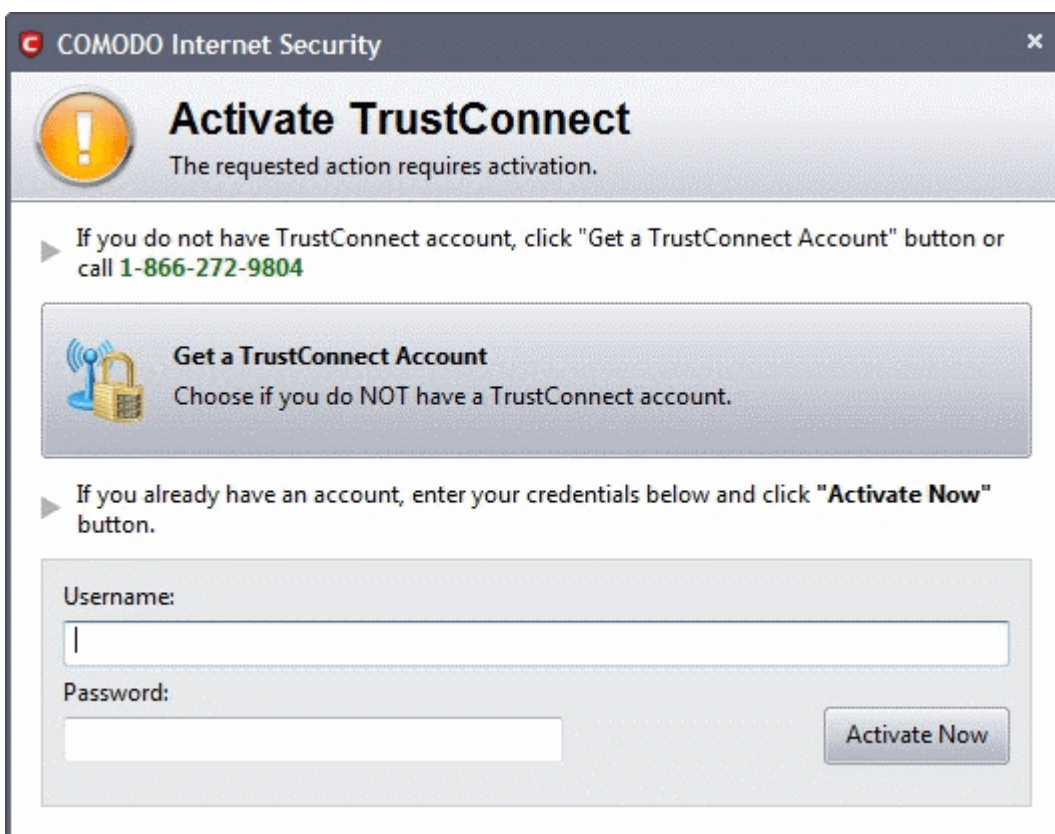 COMODO Internet Security
Activate TrustConnect
The requested action requires activation.
If you do not have TrustConnect account, click "Get a TrustConnect Account" button or
call 1-866-272-9804
Get a TrustConnect Account
Choose if you do NOT have a TrustConnect account.
If you already have an account, enter your credentials below and click "Activate Now"
button.
Username:
Password:
Activate Now